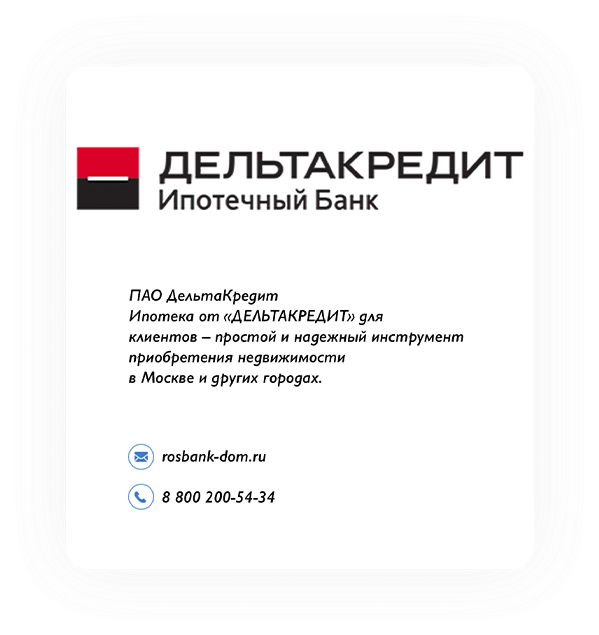 ДЕЛЬТАКРЕДИТ
Ипотечный Банк
ПАО ДельтаКредит
Ипотека от «ДЕЛЬТАКРЕДИТ» для
клиентов – простой и надежный инструмент
приобретения недвижимости
в Москве и других городах.
rosbank-dom.ru
8 800 200-54-34